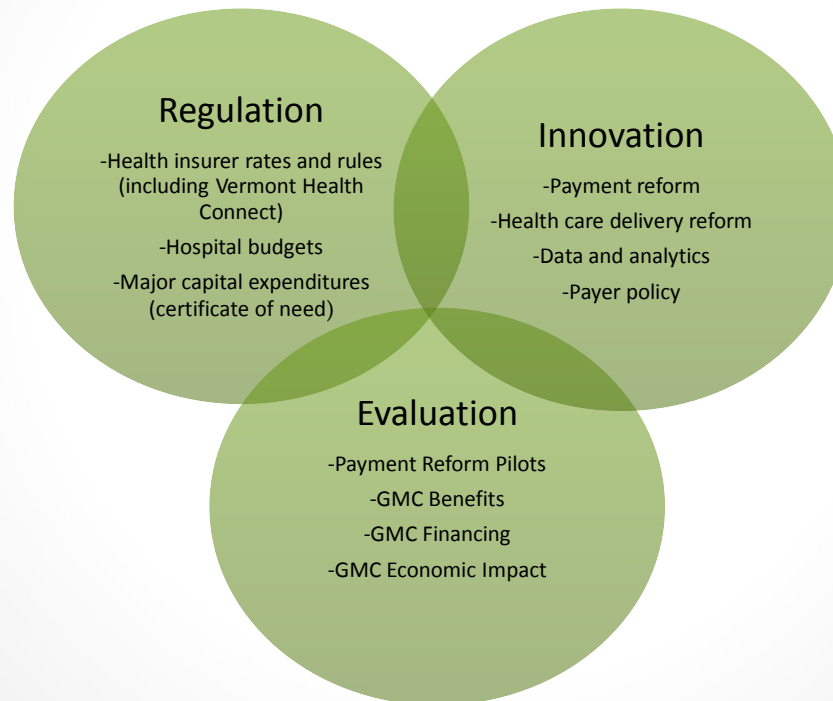 Regulation
-Health insurer rates and rules
(including Vermont Health
Connect)
-Hospital budgets
-Major capital expenditures
(certificate of need)
Innovation
-Payment reform
-Health care delivery reform
-Data and analytics
-Payer policy
Evaluation
-Payment Reform Pilots
-GMC Benefits
-GMC Financing
-GMC Economic Impact